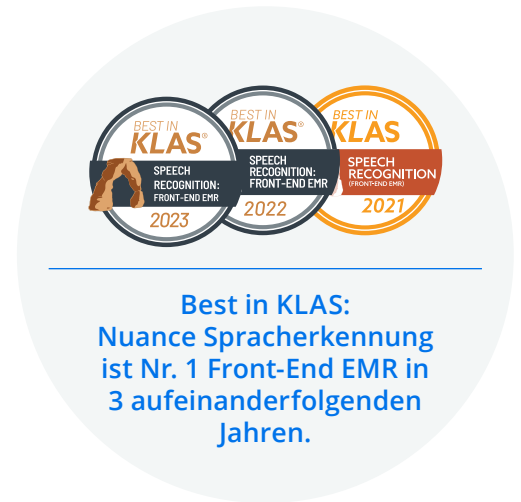 BEST IN
KLAS®
SPEECH
RECOGNITION:
FRONT-END EMR
2023
BEST IN
KLAS®
SPEECH
RECOGNITION:
FRONT-END EMR
2022
BEST IN
KLAS
SPEECH
RECOGNITION
(FRONT-END EMR)
2021
Best in KLAS:
Nuance Spracherkennung
ist Nr. 1 Front-End EMR in
3 aufeinanderfolgenden
Jahren.